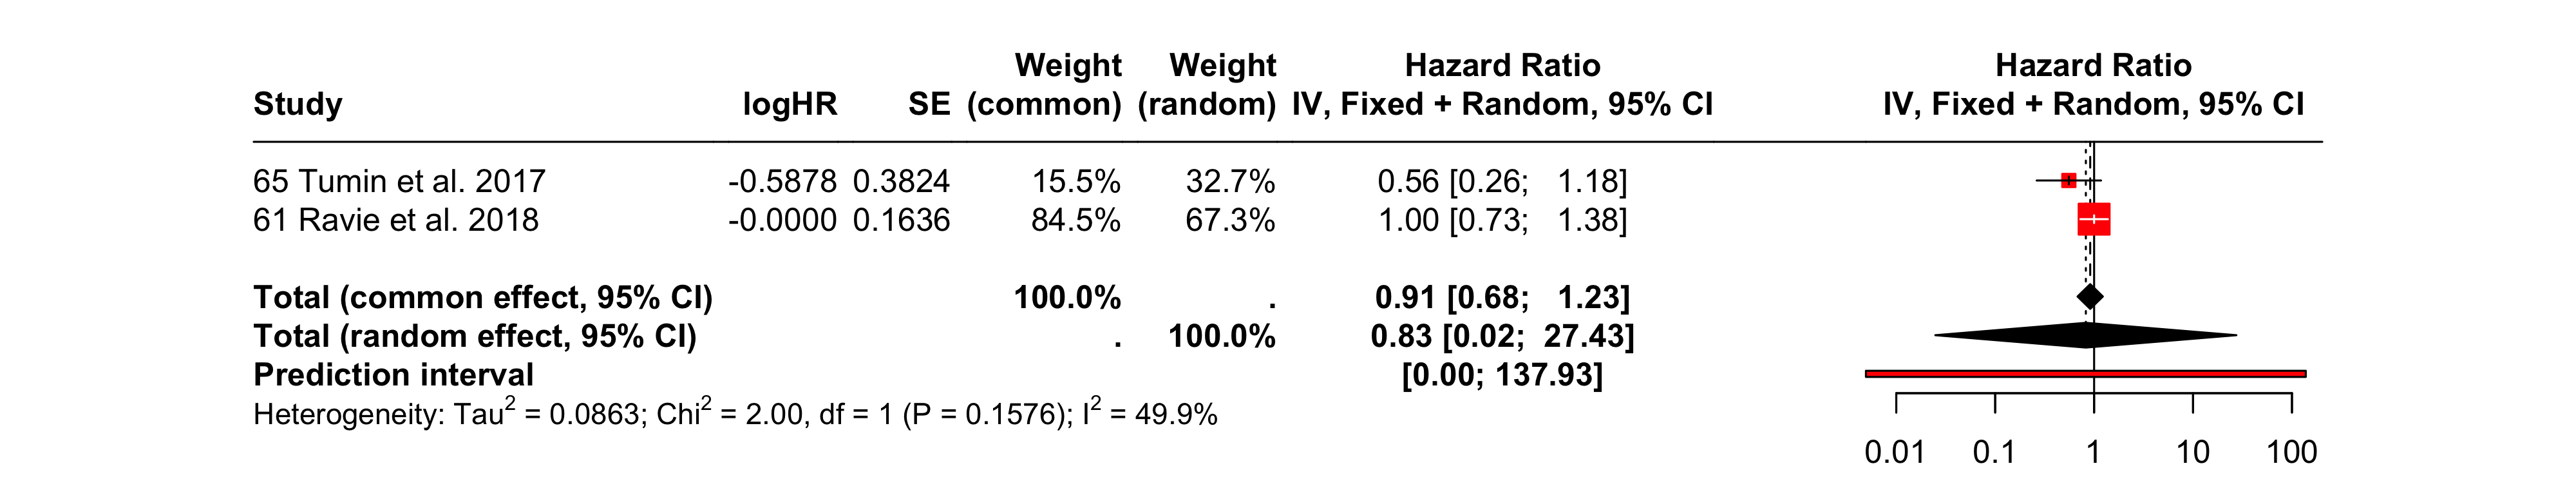 Weight Weight Hazard Ratio Hazard Ratio
Study logHR SE (common) (random) IV, Fixed + Random, 95% CI IV, Fixed + Random, 95% CI
65 Tumin et al. 2017 -0.5878 0.3824 15.5% 32.7% 0.56 [0.26; 1.18]
61 Ravie et al. 2018 -0.0000 0.1636 84.5% 67.3% 1.00 [0.73; 1.38]
Total (common effect, 95% CI) 100.0% . 0.91 [0.68; 1.23]
Total (random effect, 95% CI) . 100.0% 0.83 [0.02; 27.43]
Prediction interval [0.00; 137.93]
Heterogeneity: Tau² = 0.0863; Chi² = 2.00, df = 1 (P = 0.1576); I² = 49.9%
0.01 0.1 1 10 100